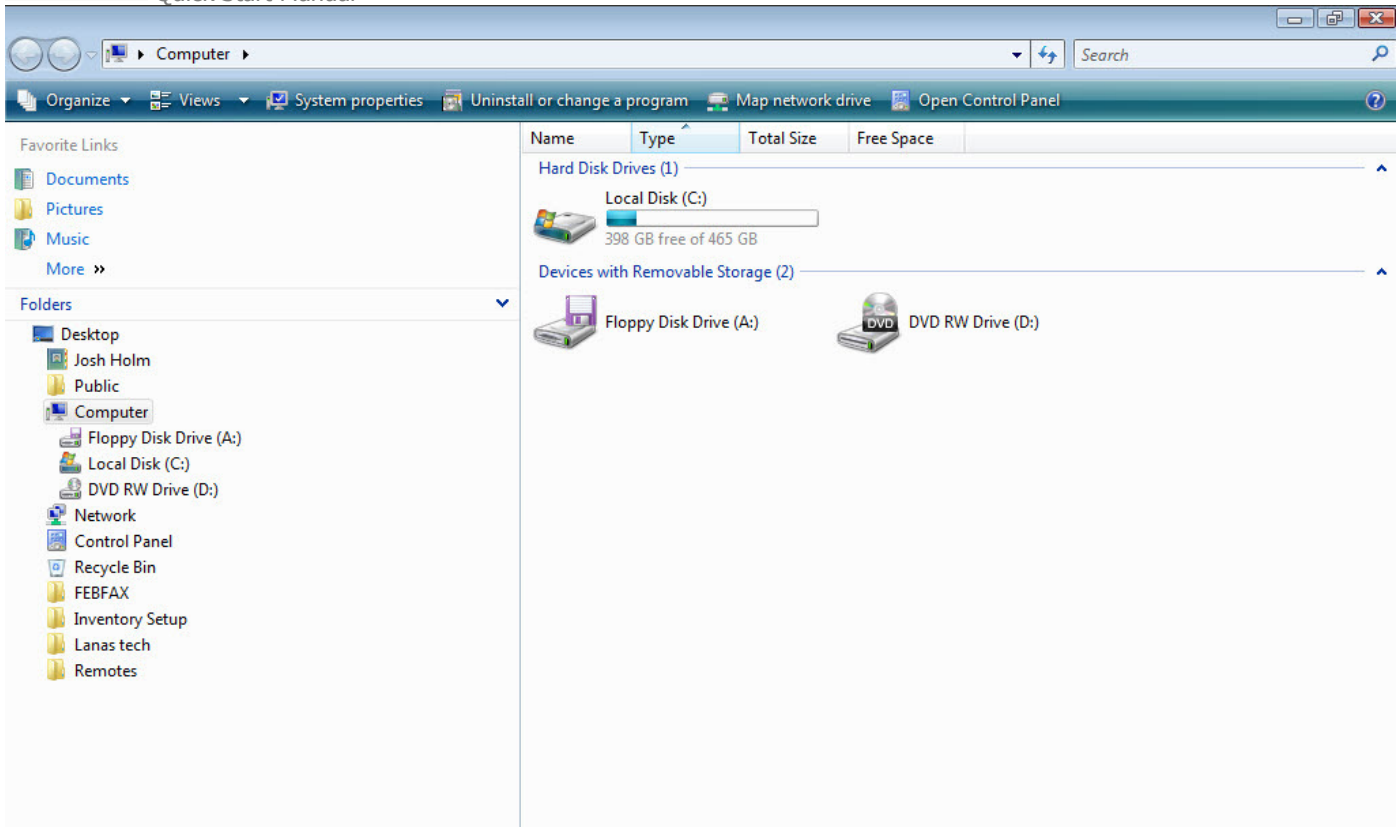 Quick Start Manual
Computer
Search
Organize Views System properties Uninstall or change a program Map network drive Open Control Panel
Favorite Links
Documents
Pictures
Music
More »
Folders
Desktop
Josh Holm
Public
Computer
Floppy Disk Drive (A:)
Local Disk (C:)
DVD RW Drive (D:)
Network
Control Panel
Recycle Bin
FEBFAX
Inventory Setup
Lanas tech
Remotes
Name Type Total Size Free Space
Hard Disk Drives (1)
Local Disk (C:)
398 GB free of 465 GB
Devices with Removable Storage (2)
Floppy Disk Drive (A:)
DVD
DVD RW Drive (D:)